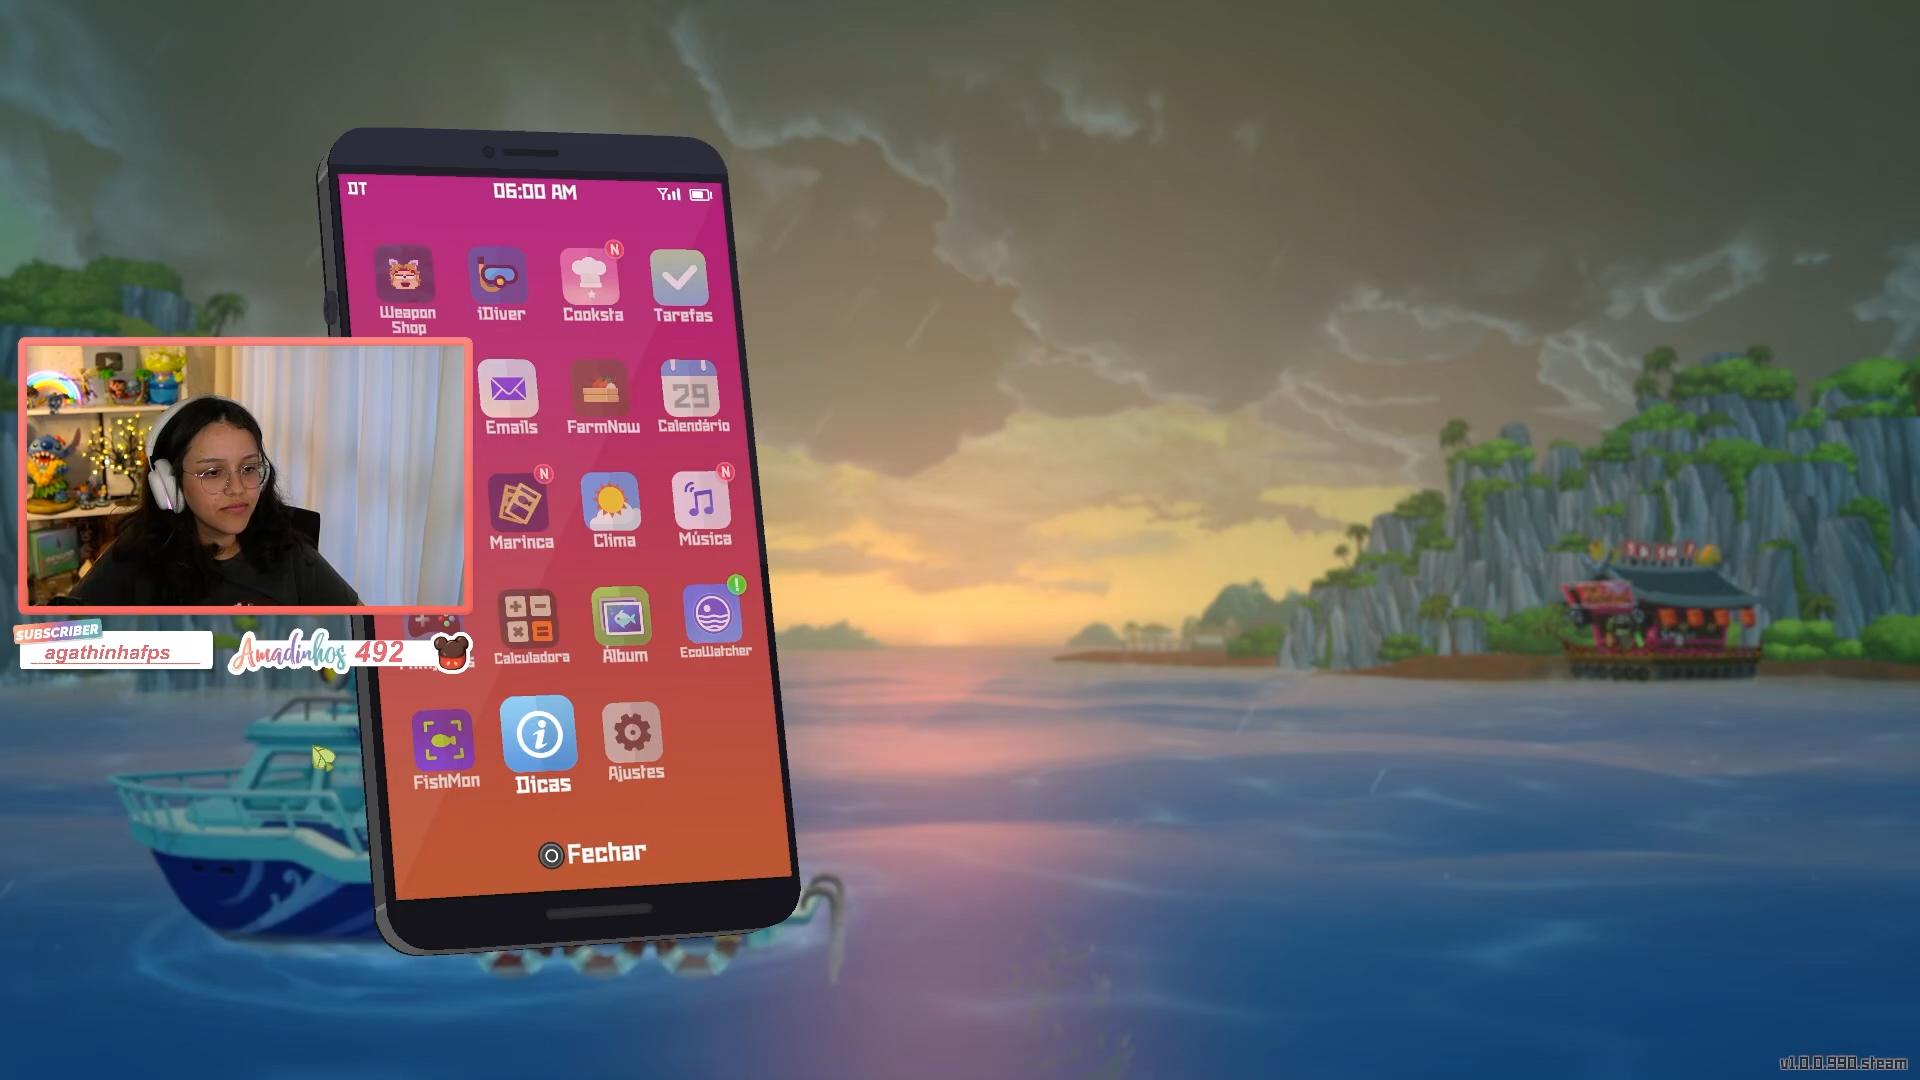 DT
06:00 AM
N
Weapon
Shop
iDiver
Cooksta
Tarefas
29
Emails
FarmNow
Calendário
N
N
Marinca
Clima
Música
!
Calculadora
Álbum
EcoWatcher
SUBSCRIBER
agathinhafps
Amadinhos 492
FishMon
Dicas
Ajustes
Fechar
v1.0.0.990.steam